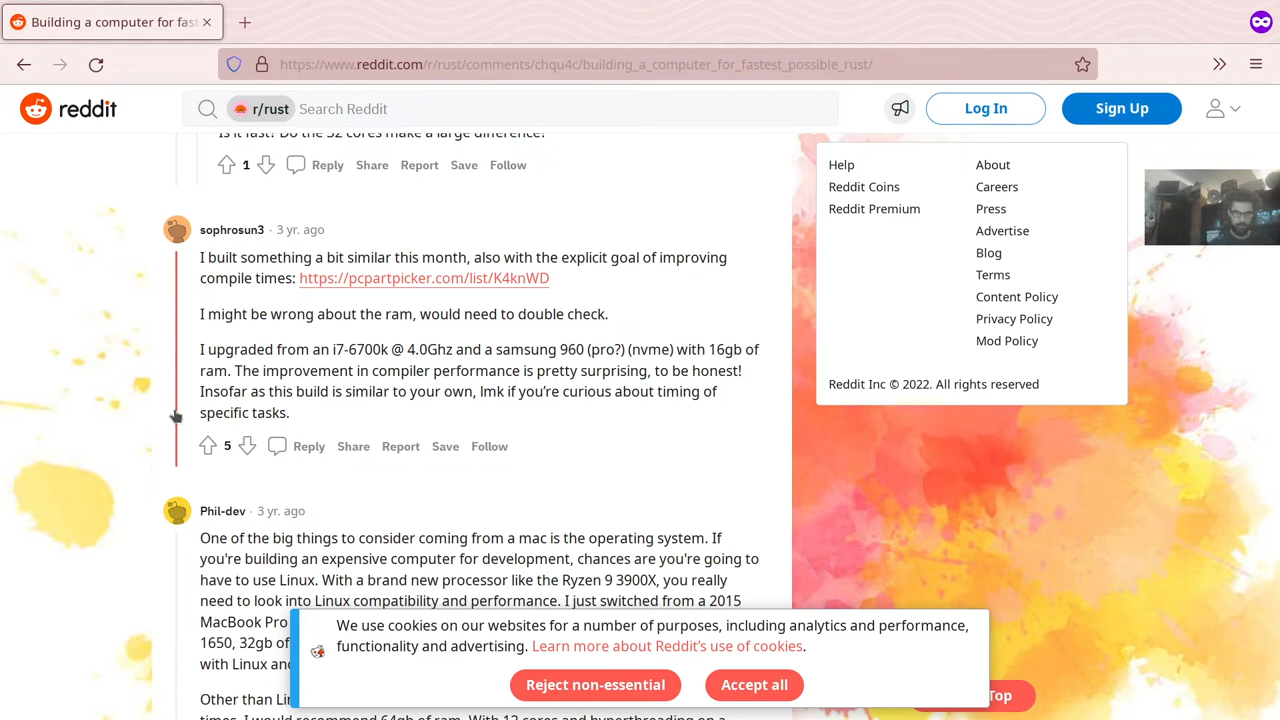 Building a computer for fast
https://www.reddit.com/r/rust/comments/chqu4c/building_a_computer_for_fastest_possible_rust/
reddit
r/rust Search Reddit
Log In
Sign Up
Is it fast? Do the 32 cores make a large difference?
1 Reply Share Report Save Follow
sophrosun3 · 3 yr. ago
I built something a bit similar this month, also with the explicit goal of improving
compile times: https://pcpartpicker.com/list/K4knWD
I might be wrong about the ram, would need to double check.
I upgraded from an i7-6700k @ 4.0Ghz and a samsung 960 (pro?) (nvme) with 16gb of
ram. The improvement in compiler performance is pretty surprising, to be honest!
Insofar as this build is similar to your own, lmk if you’re curious about timing of
specific tasks.
5 Reply Share Report Save Follow
Phil-dev · 3 yr. ago
One of the big things to consider coming from a mac is the operating system. If
you're building an expensive computer for development, chances are you're going to
have to use Linux. With a brand new processor like the Ryzen 9 3900X, you really
need to look into Linux compatibility and performance. I just switched from a 2015
MacBook Pro
1650, 32gb of
with Linux and
Other than
times, I would recommend 64gb of ram. With 12 cores and hyperthreading on a
Help
Reddit Coins
Reddit Premium
About
Careers
Press
Advertise
Blog
Terms
Content Policy
Privacy Policy
Mod Policy
Reddit Inc © 2022. All rights reserved
We use cookies on our websites for a number of purposes, including analytics and performance,
functionality and advertising. Learn more about Reddit’s use of cookies.
Reject non-essential
Accept all
Top